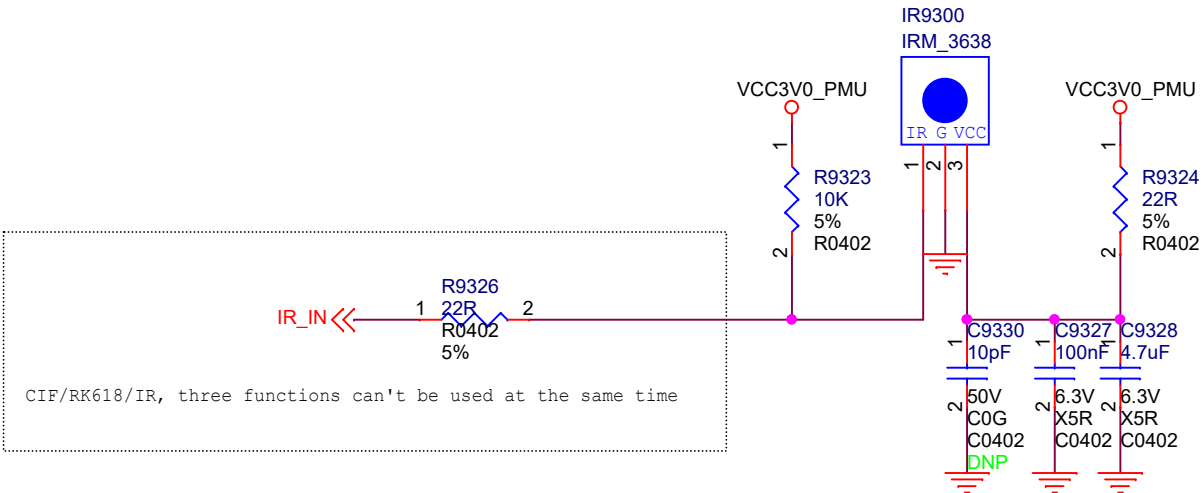 IR9300
IRM_3638
IR G VCC
1
2
3
VCC3V0_PMU
1
R9323
10K
5%
R0402
2
VCC3V0_PMU
1
R9324
22R
5%
R0402
2
IR_IN
1
R9326
22R
R0402
5%
2
CIF/RK618/IR, three functions can't be used at the same time
1
C9330
10pF
2
50V
C0G
C0402
DNP
1
C9327
100nF
2
6.3V
X5R
C0402
1
C9328
4.7uF
2
6.3V
X5R
C0402